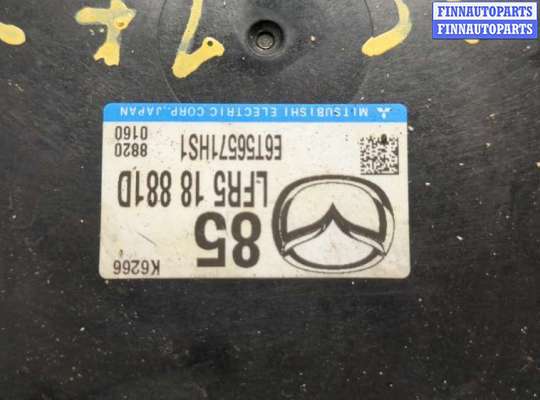 FINNAUTOPARTS
FINNAUTOPARTS
K6266
85
LFR5 18 881D
E6T56571HS1
8820
0160
MITSUBISHI ELECTRIC CORP., JAPAN